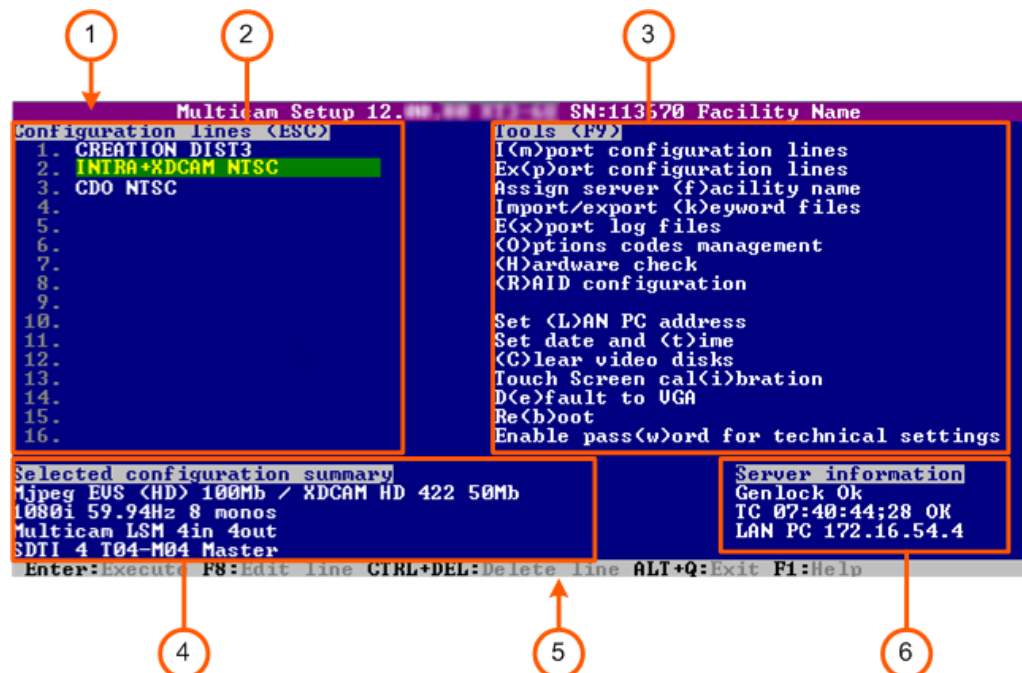 1
2
3
Multicam Setup 12. SN:113570 Facility Name
Configuration lines (ESC)
1. CREATION DIST3
2. INTRA+XDCAM NTSC
3. CDO NTSC
4.
5.
6.
7.
8.
9.
10.
11.
12.
13.
14.
15.
16.
Tools (F9)
I(m)port configuration lines
Ex(p)ort configuration lines
Assign server (f)acility name
Import/export (k)eyword files
E(x)port log files
(O)ptions codes management
(H)ardware check
(R)AID configuration
Set (L)AN PC address
Set date and (t)ime
(C)lear video disks
Touch Screen cal(i)bration
D(e)fault to VGA
Re(b)oot
Enable pass(w)ord for technical settings
Selected configuration summary
Mjpeg EVS (HD) 100Mb / XDCAM HD 422 50Mb
1080i 59.94Hz 8 monos
Multicam LSM 4in 4out
SDTI 4 T04-M04 Master
Server information
Genlock Ok
TC 07:40:44;28 OK
LAN PC 172.16.54.4
Enter:Execute F8:Edit line CTRL+DEL:Delete line ALT+Q:Exit F1:Help
4
5
6